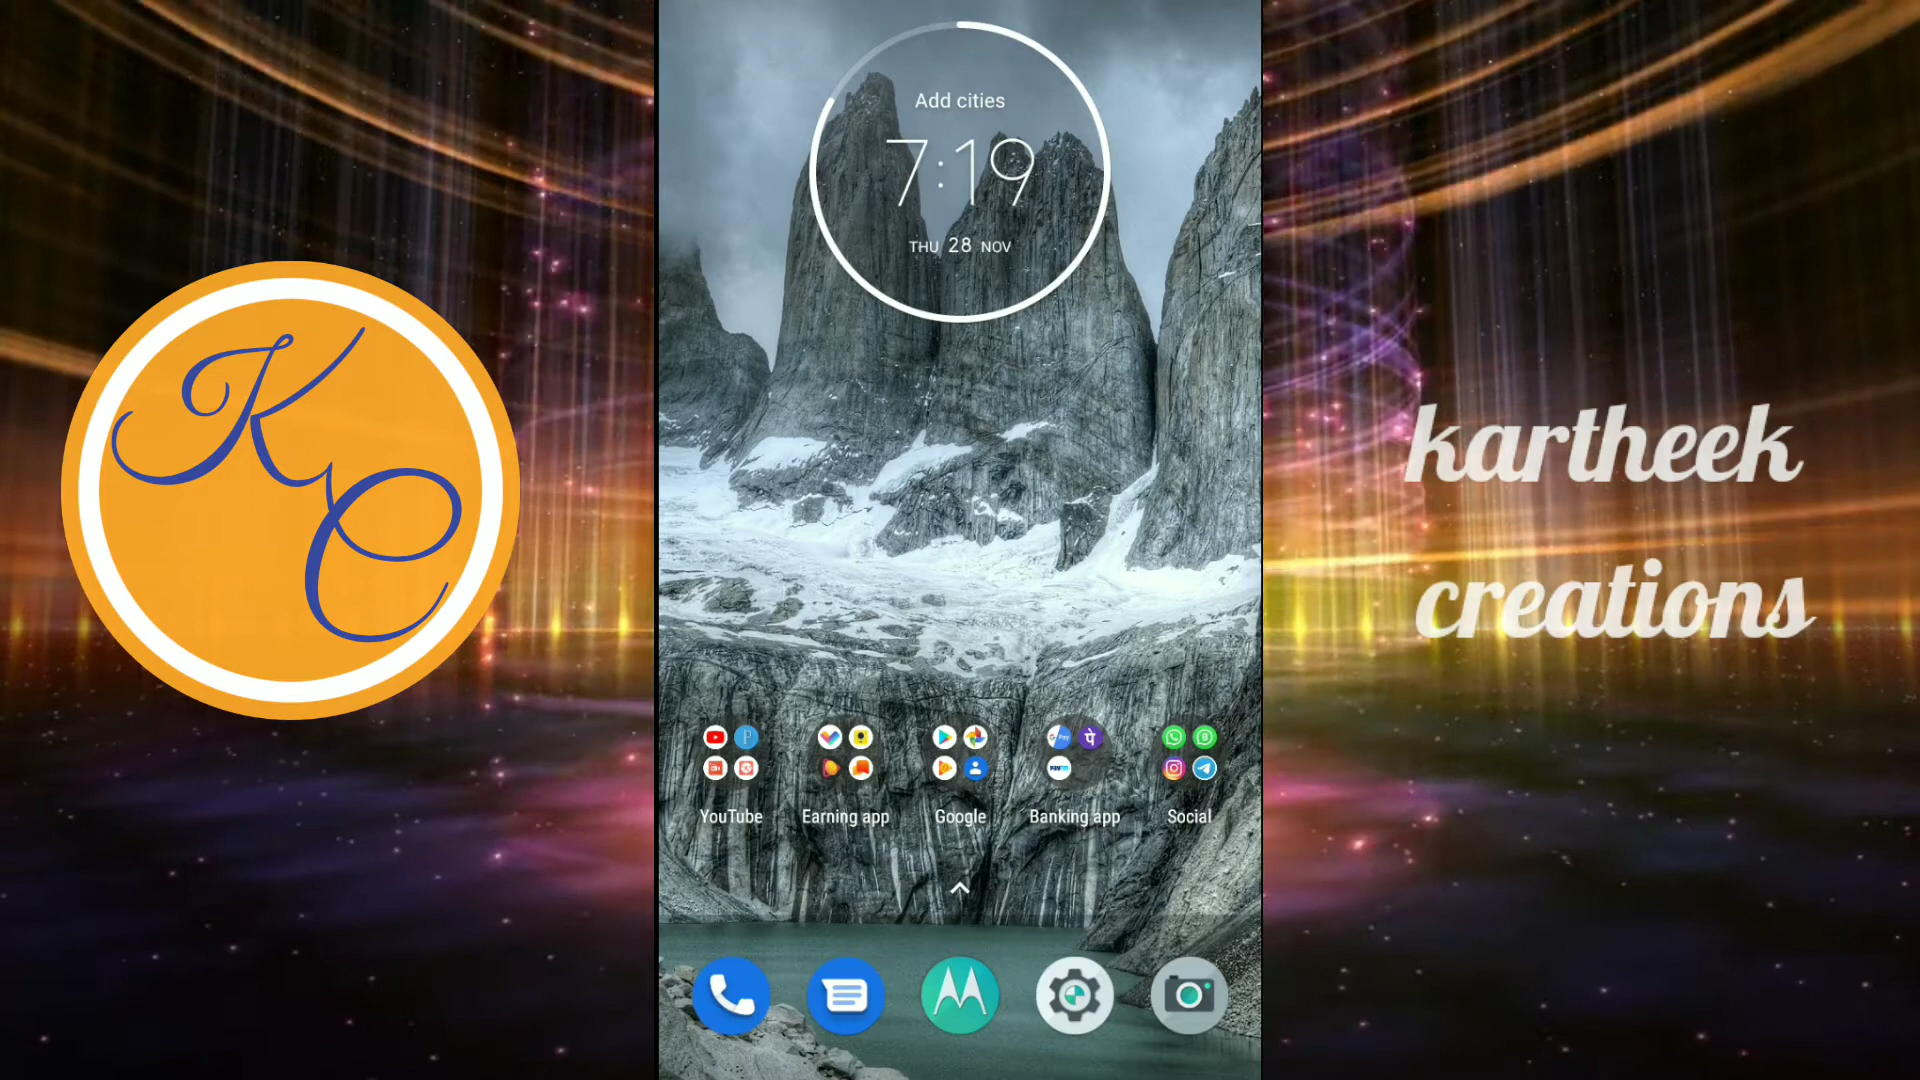 Add cities
7:19
THU 28 NOV
KC
kartheek
creations
YouTube
Earning app
Google
Banking app
Social